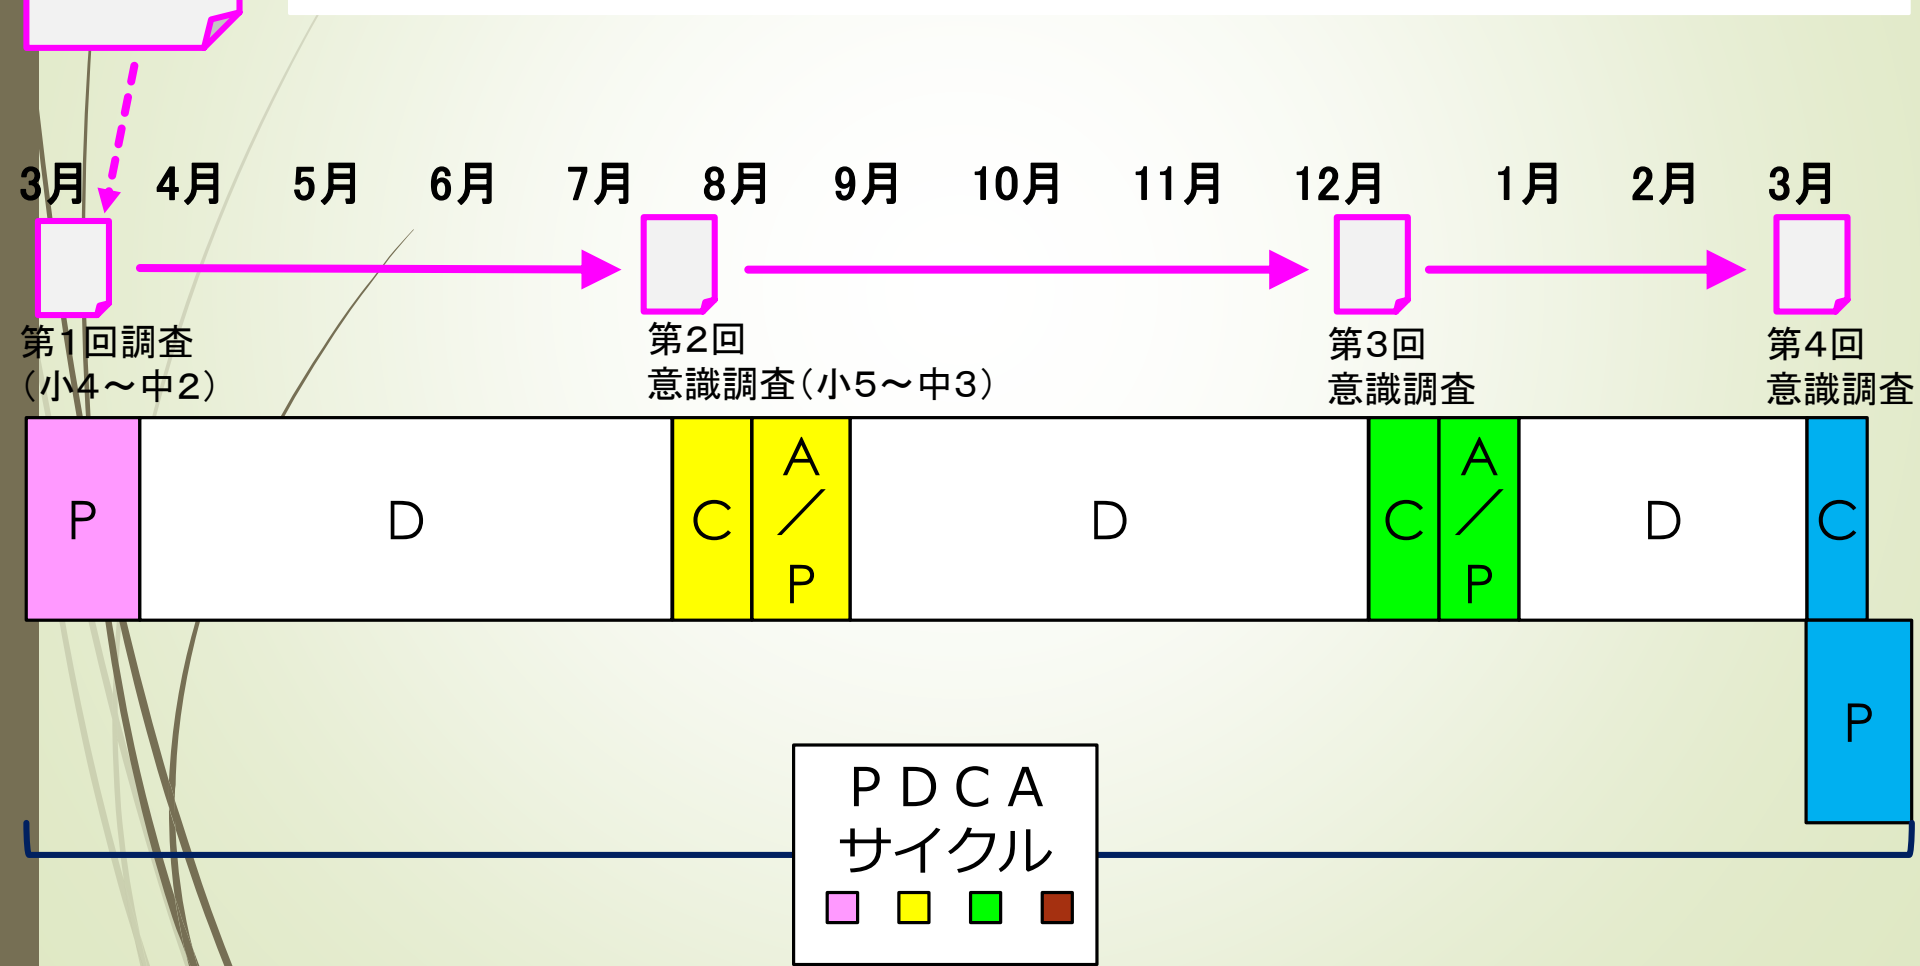 3月 4月 5月 6月 7月 8月 9月 10月 11月 12月 1月 2月 3月
第1回調査
（小4～中2）
第2回
意識調査（小5～中3）
第3回
意識調査
第4回
意識調査
P
D
C
A
／
P
D
C
A
／
P
D
C
P
ＰＤＣＡ
サイクル